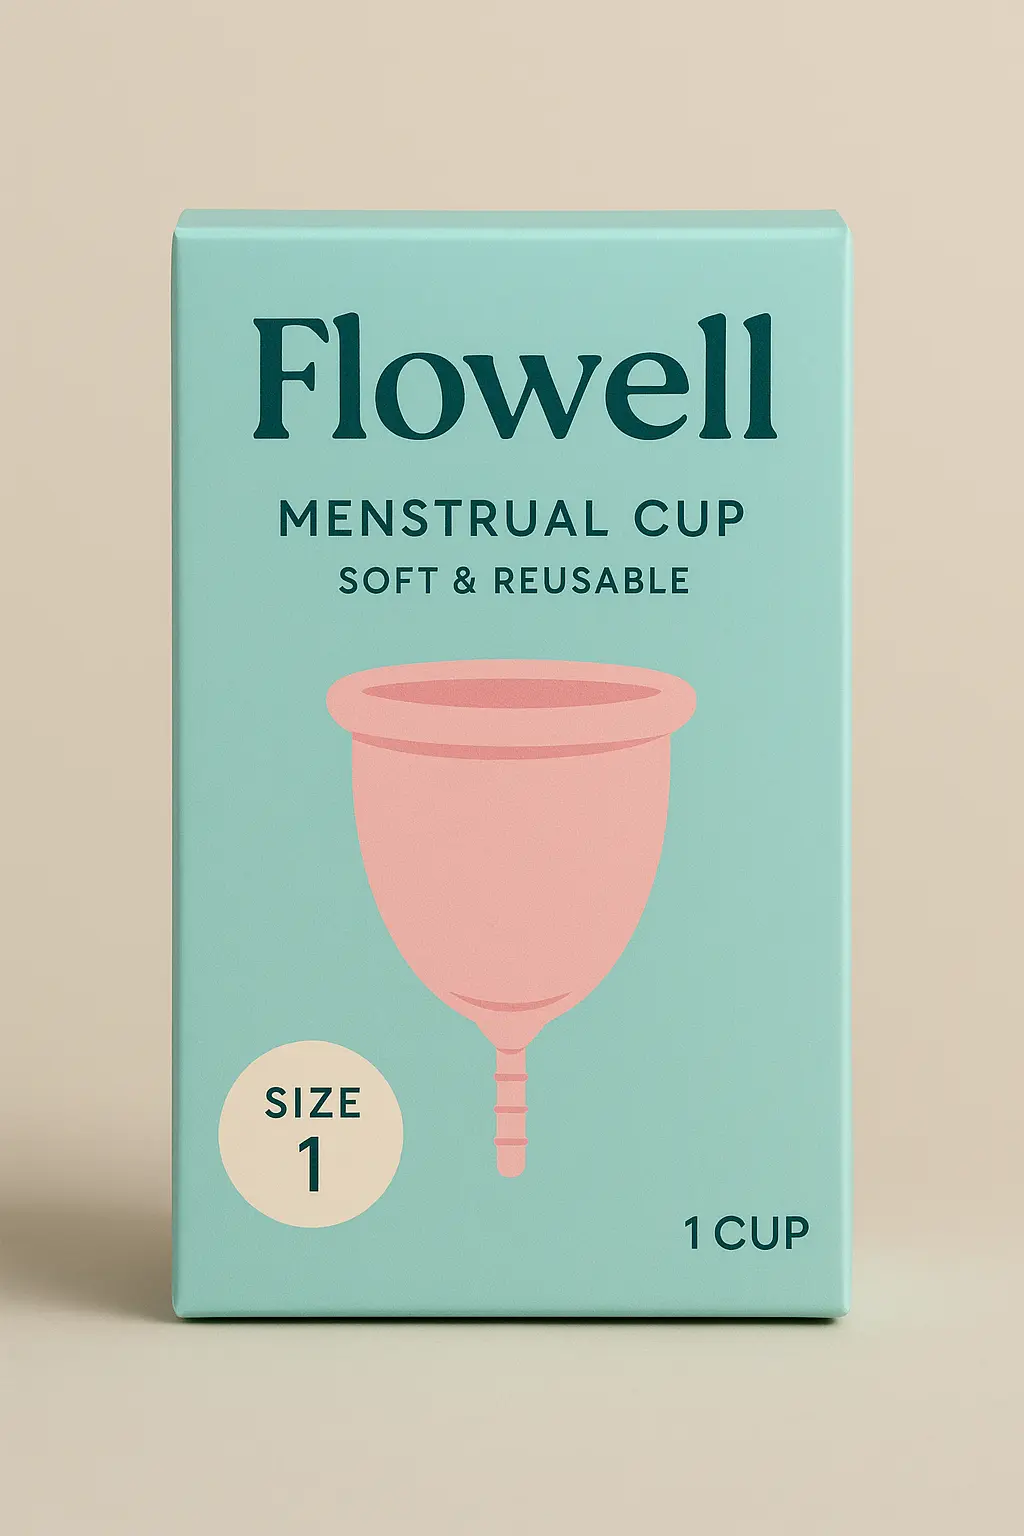 Flowell
MENSTRUAL CUP
SOFT & REUSABLE
SIZE
1
1 CUP